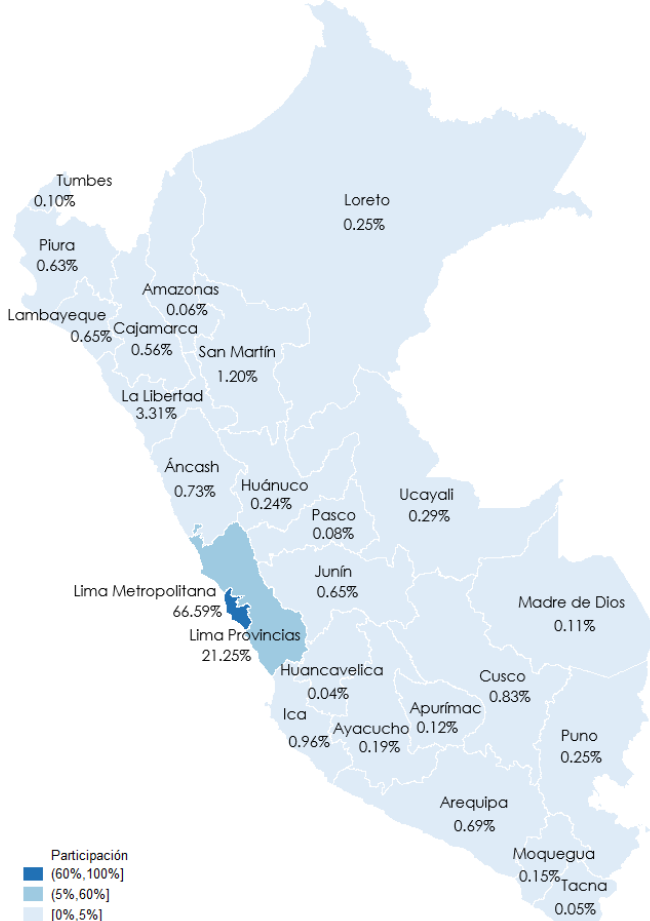 Tumbes
0.10%
Loreto
0.25%
Piura
0.63%
Amazonas
0.06%
Lambayeque
0.65%
Cajamarca
0.56%
San Martín
1.20%
La Libertad
3.31%
Áncash
0.73%
Huánuco
0.24%
Ucayali
0.29%
Pasco
0.08%
Junín
0.65%
Lima Metropolitana
66.59%
Madre de Dios
0.11%
Lima Provincias
21.25%
Huancavelica
0.04%
Cusco
0.83%
Ica
0.96%
Ayacucho
0.19%
Apurímac
0.12%
Puno
0.25%
Arequipa
0.69%
Moquegua
0.15%
Tacna
0.05%
Participación
(60%,100%]
(5%,60%]
[0%,5%]